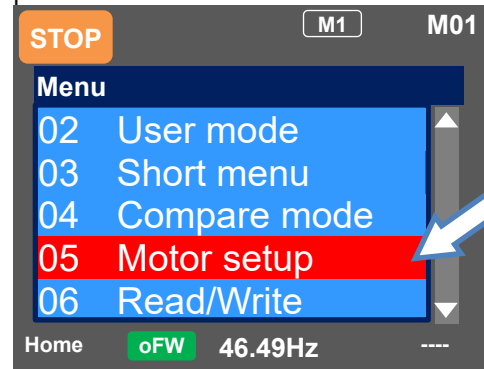 STOP M1 M01
Menu
02 User mode
03 Short menu
04 Compare mode
05 Motor setup
06 Read/Write
Home oFW 46.49Hz ----